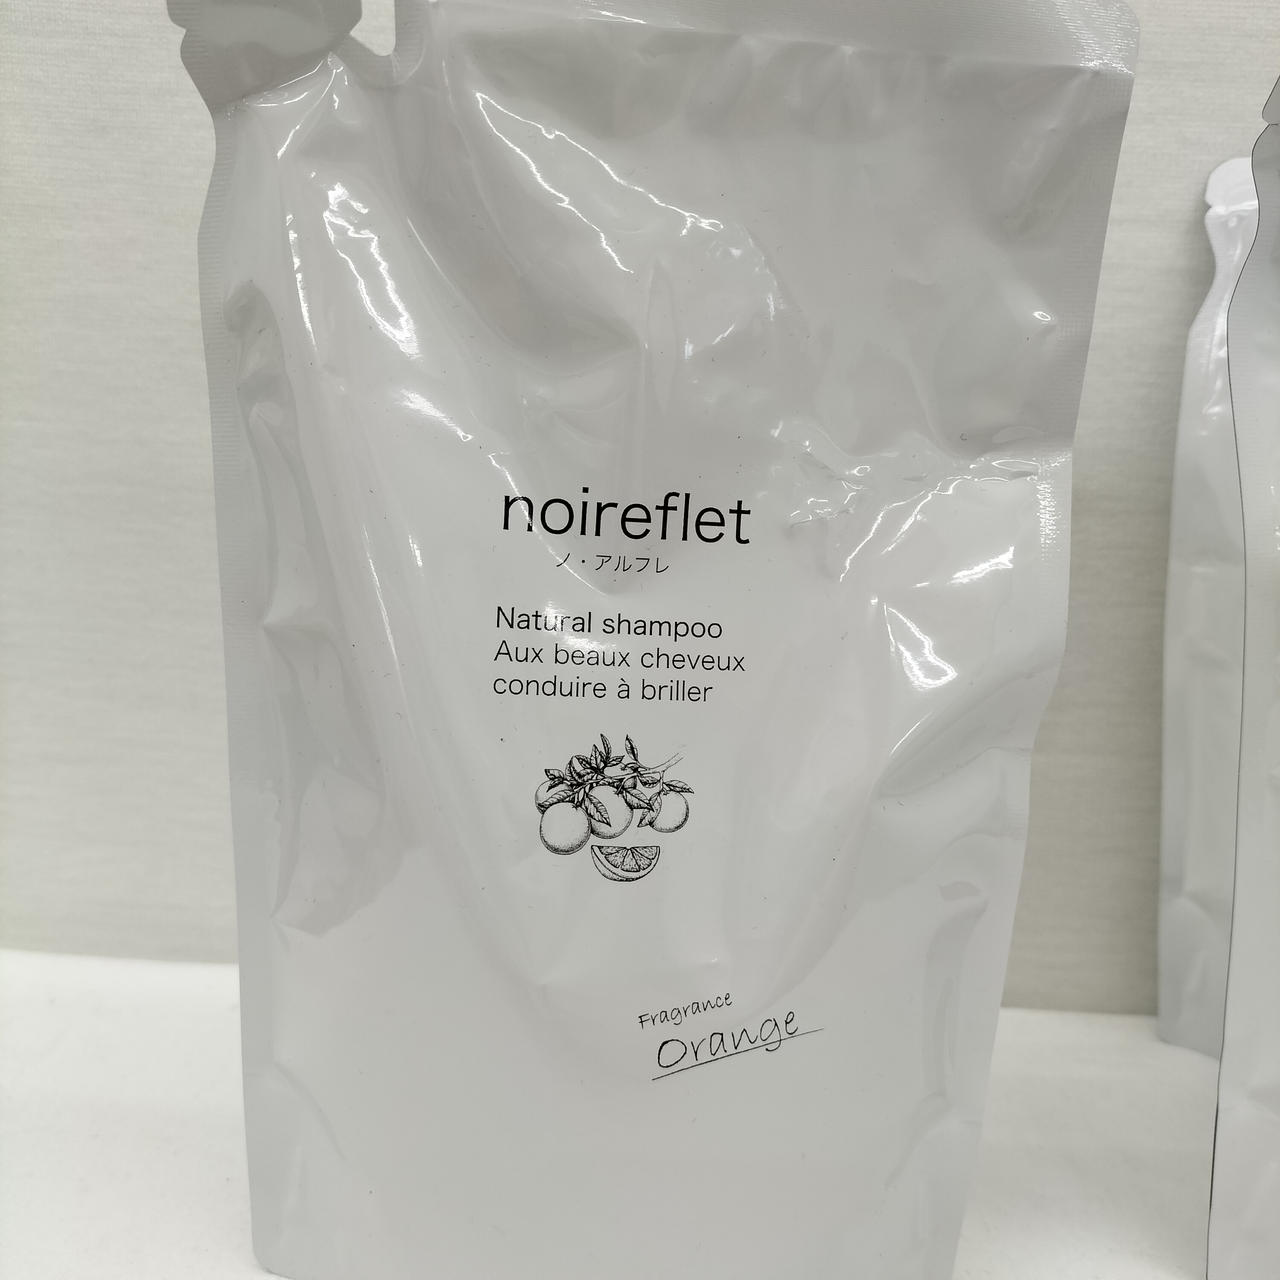 noireflet
ノ・アルフレ
Natural shampoo
Aux beaux cheveux
conduire à briller
Fragrance
Orange